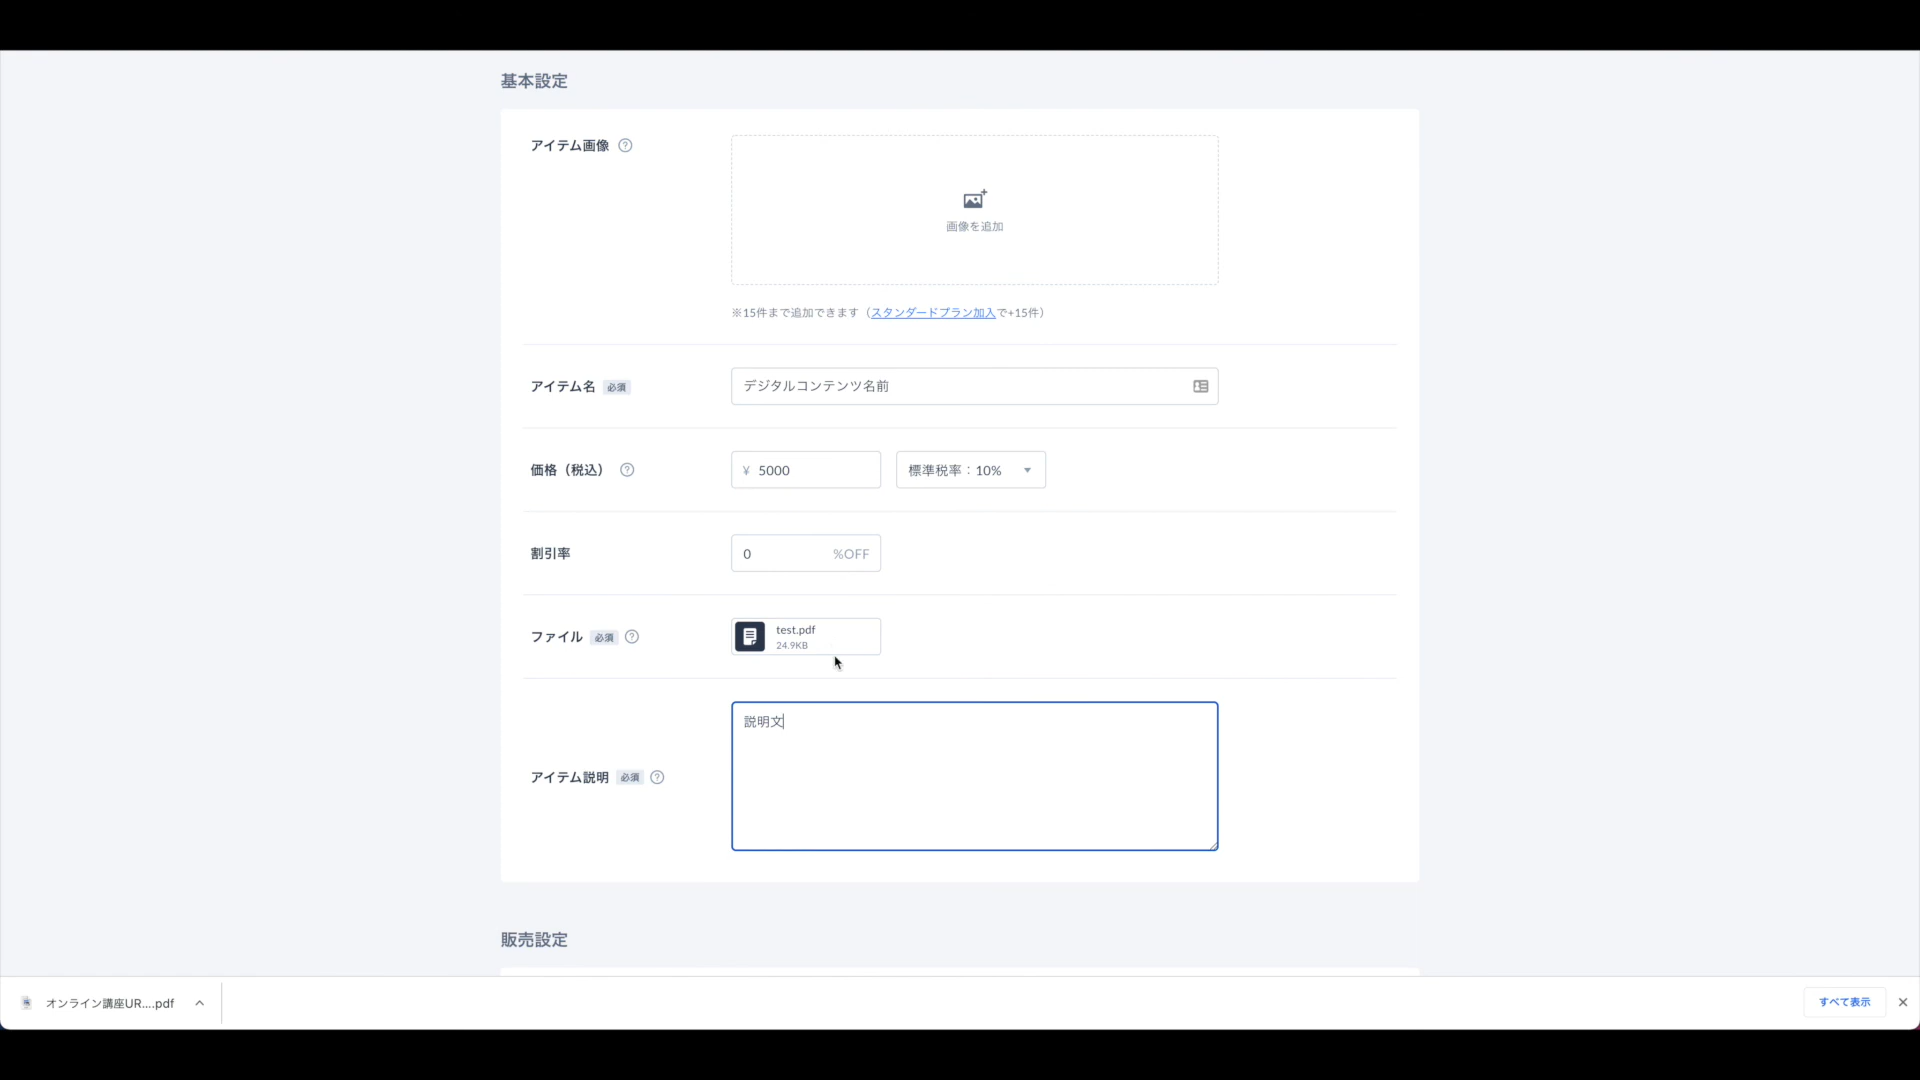 基本設定
アイテム画像
画像を追加
※15件まで追加できます（スタンダードプラン加入で+15件）
アイテム名 必須
デジタルコンテンツ名前
価格（税込）
¥ 5000
標準税率：10%
割引率
0 %OFF
ファイル 必須
test.pdf
24.9KB
アイテム説明 必須
説明文
販売設定
オンライン講座UR....pdf
すべて表示